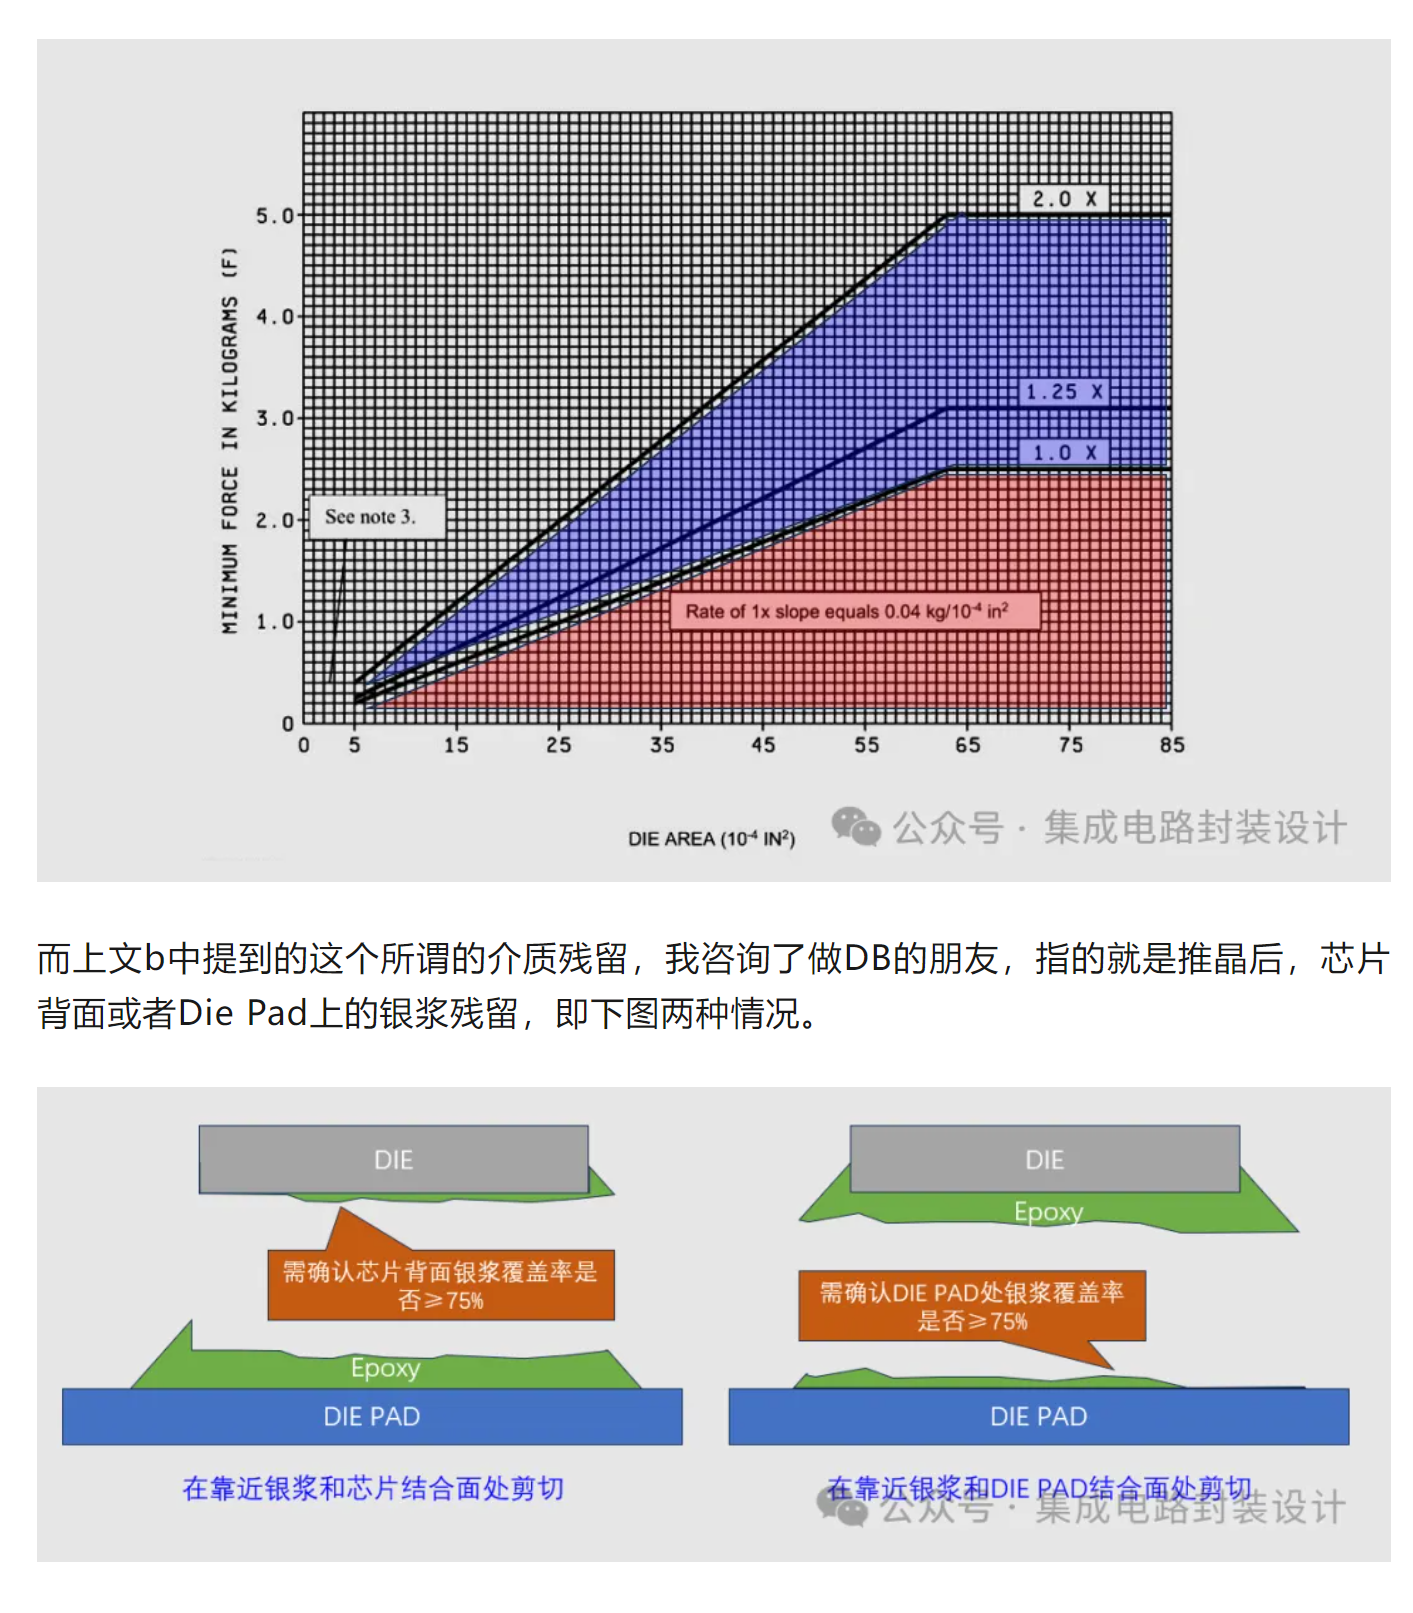 2.0 X
5.0
4.0
1.25 X
3.0
1.0 X
See note 3.
2.0
Rate of 1x slope equals 0.04 kg/10⁻⁴ in²
1.0
0
MINIMUM FORCE IN KILOGRAMS (F)
0 5 15 25 35 45 55 65 75 85
DIE AREA (10⁻⁴ IN²)
公众号 · 集成电路封装设计
而上文b中提到的这个所谓的介质残留，我咨询了做DB的朋友，指的就是推晶后，芯片
背面或者Die Pad上的银浆残留，即下图两种情况。
DIE
需确认芯片背面银浆覆盖率是
否≥75%
Epoxy
DIE PAD
在靠近银浆和芯片结合面处剪切
DIE
Epoxy
需确认DIE PAD处银浆覆盖率
是否≥75%
DIE PAD
在靠近银浆和DIE PAD结合面处剪切
公众号 · 集成电路封装设计